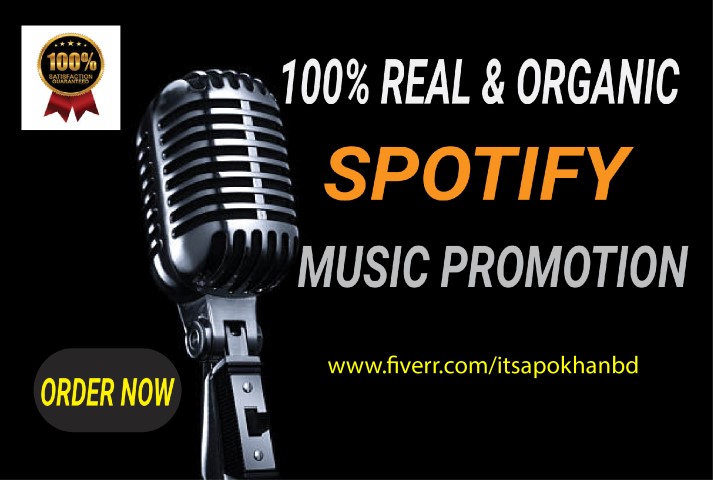 100%
SATISFACTION
GUARANTEED
100% REAL & ORGANIC
SPOTIFY
MUSIC PROMOTION
www.fiverr.com/itsapokhanbd
ORDER NOW